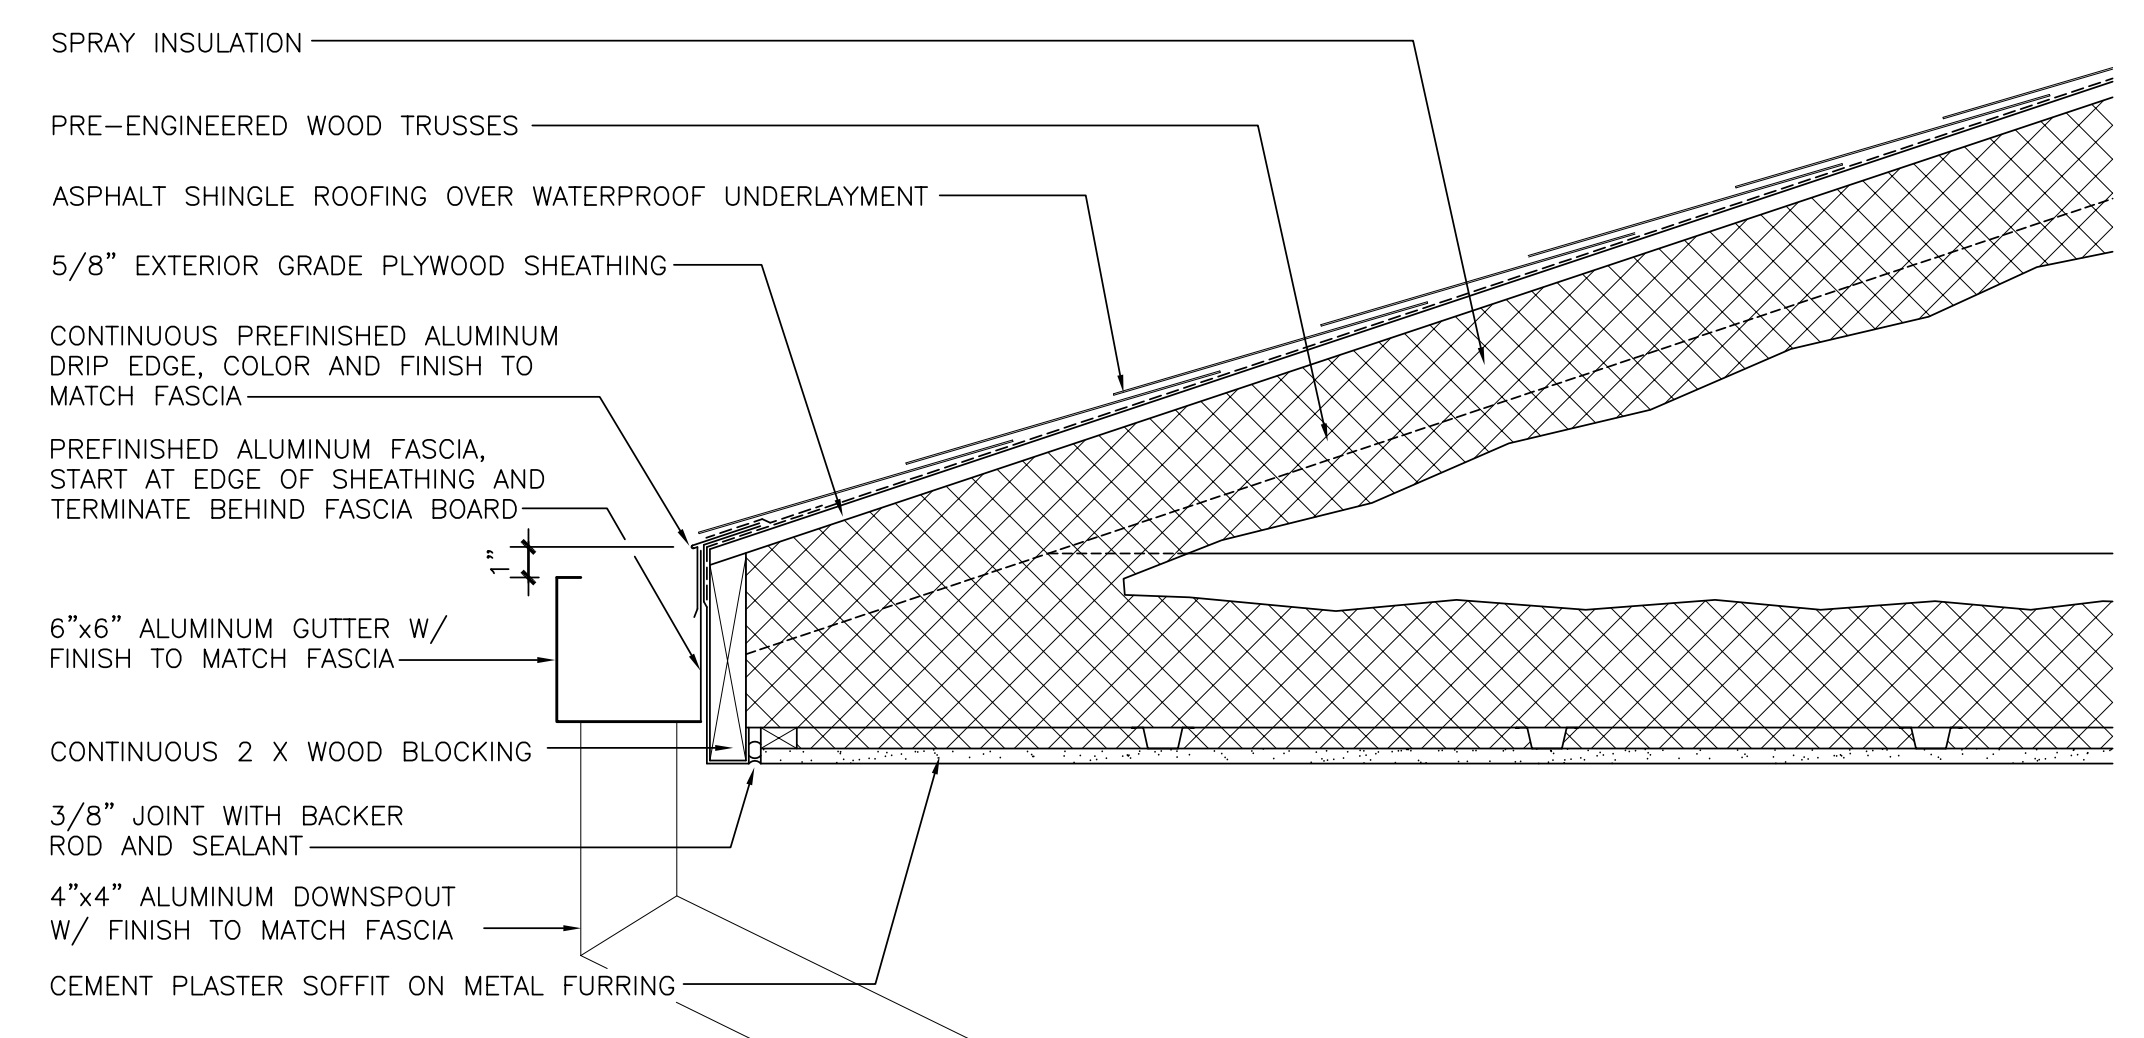 SPRAY INSULATION
PRE-ENGINEERED WOOD TRUSSES
ASPHALT SHINGLE ROOFING OVER WATERPROOF UNDERLAYMENT
5/8" EXTERIOR GRADE PLYWOOD SHEATHING
CONTINUOUS PREFINISHED ALUMINUM
DRIP EDGE, COLOR AND FINISH TO
MATCH FASCIA
PREFINISHED ALUMINUM FASCIA,
START AT EDGE OF SHEATHING AND
TERMINATE BEHIND FASCIA BOARD
1"
6"x6" ALUMINUM GUTTER W/
FINISH TO MATCH FASCIA
CONTINUOUS 2 X WOOD BLOCKING
3/8" JOINT WITH BACKER
ROD AND SEALANT
4"x4" ALUMINUM DOWNSPOUT
W/ FINISH TO MATCH FASCIA
CEMENT PLASTER SOFFIT ON METAL FURRING